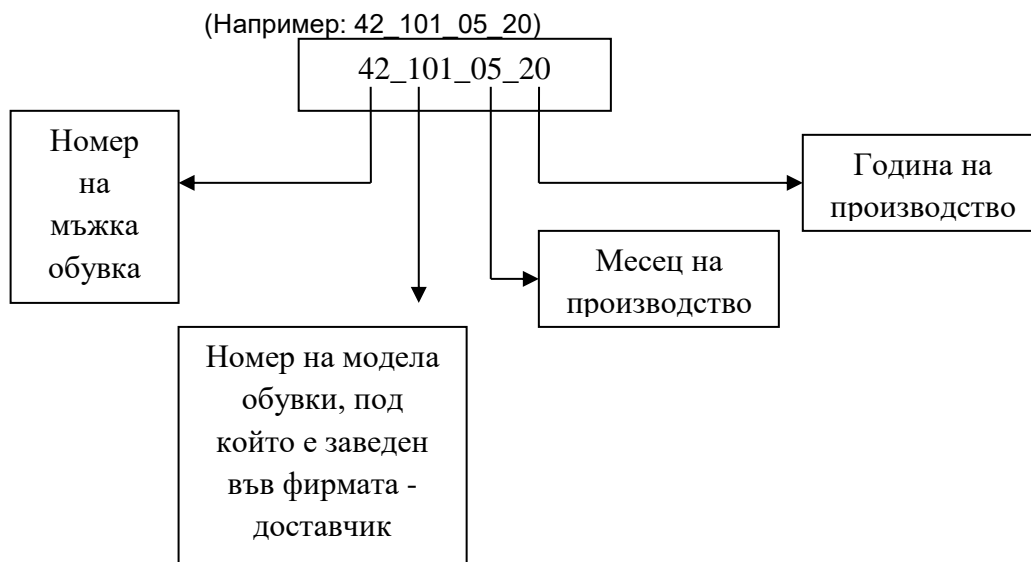 (Например: 42_101_05_20)
42_101_05_20
Номер
на
мъжка
обувка
Година на
производство
Месец на
производство
Номер на модела
обувки, под
който е заведен
във фирмата -
доставчик